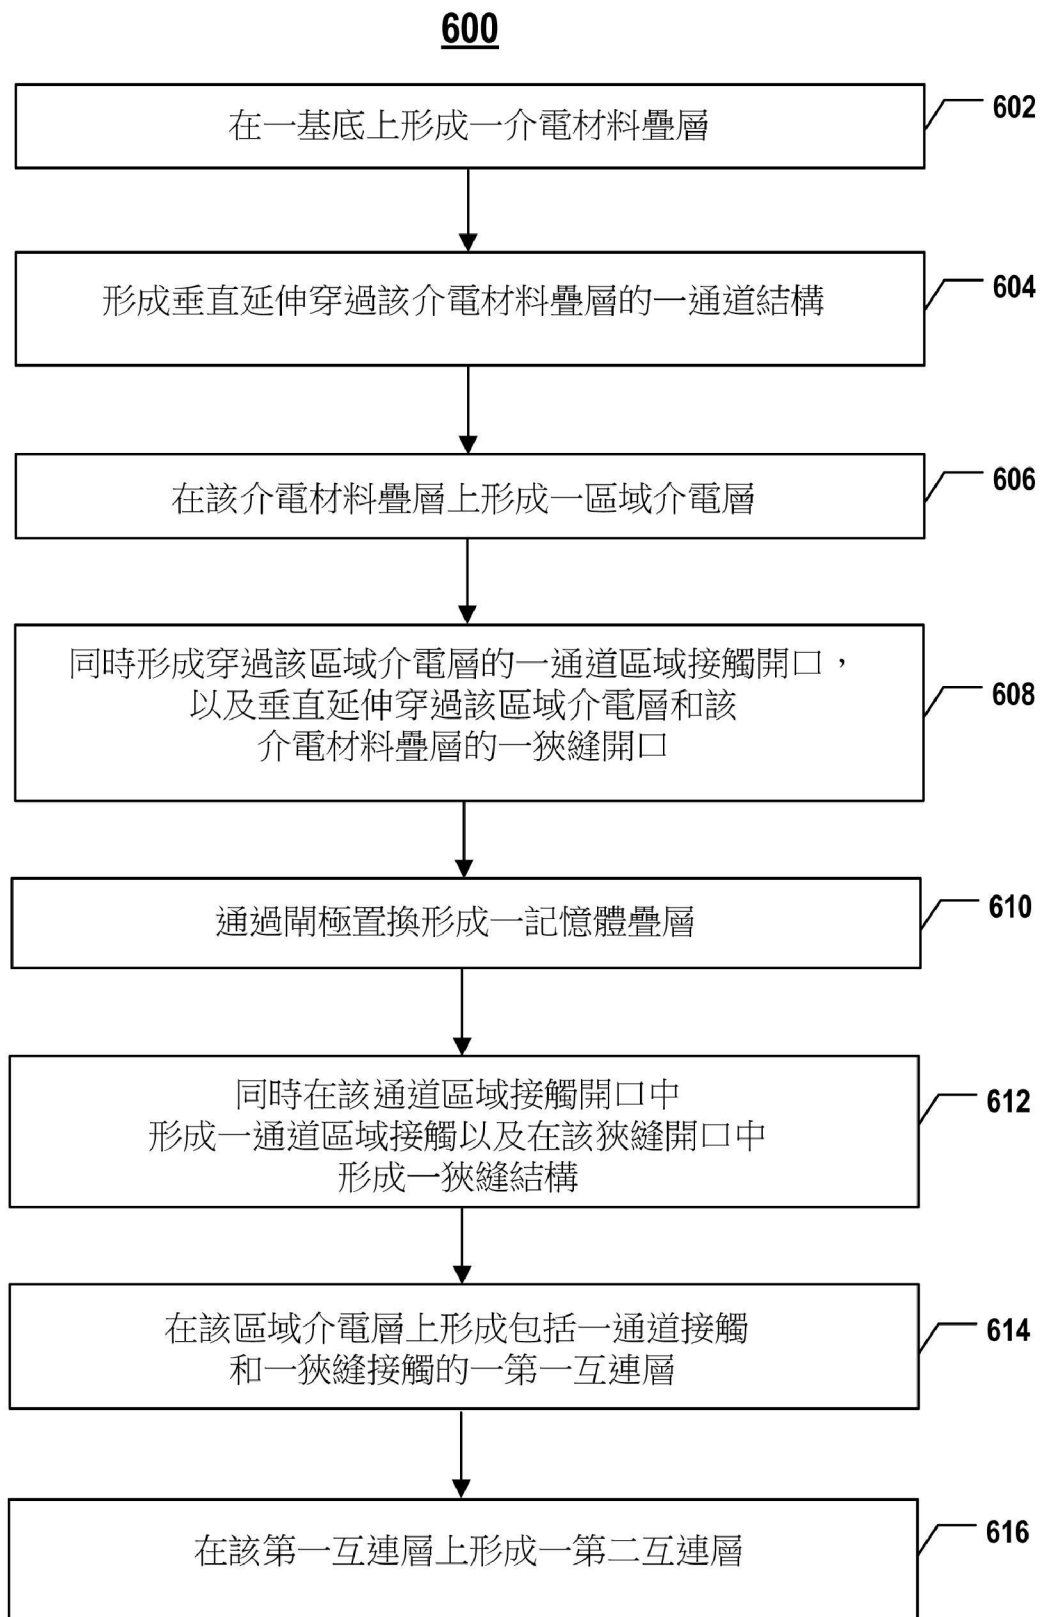 600
在一基底上形成一介電材料疊層
602
形成垂直延伸穿過該介電材料疊層的一通道結構
604
在該介電材料疊層上形成一區域介電層
606
同時形成穿過該區域介電層的一通道區域接觸開口，
以及垂直延伸穿過該區域介電層和該
介電材料疊層的一狹縫開口
608
通過閘極置換形成一記憶體疊層
610
同時在該通道區域接觸開口中
形成一通道區域接觸以及在該狹縫開口中
形成一狹縫結構
612
在該區域介電層上形成包括一通道接觸
和一狹縫接觸的一第一互連層
614
在該第一互連層上形成一第二互連層
616